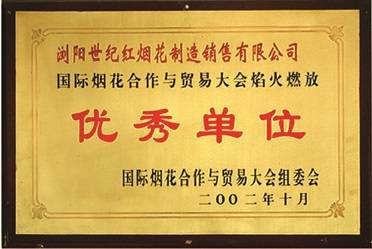 浏阳世纪红烟花制造销售有限公司
国际烟花合作与贸易大会焰火燃放
优秀单位
国际烟花合作与贸易大会组委会
二〇〇二年十月